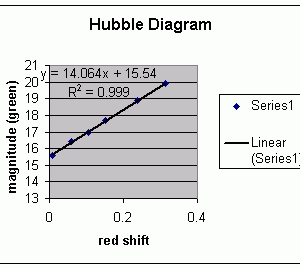 Hubble Diagram
y = 14.064x + 15.54
R² = 0.999
magnitude (green)
21
20
19
18
17
16
15
14
13
0
0.2
0.4
red shift
Series1
Linear
(Series1)